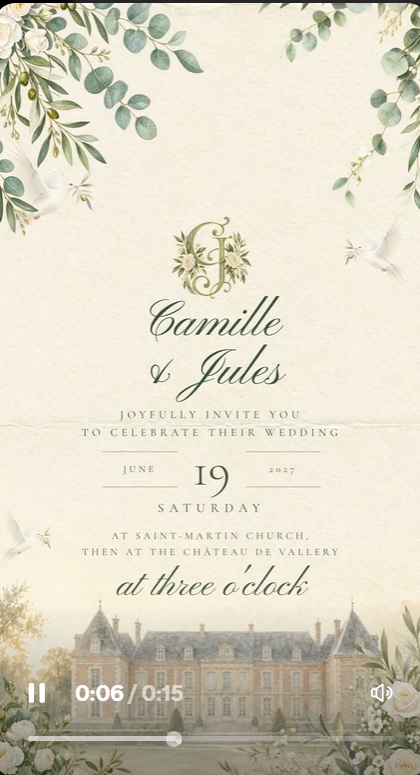 G
Camille
& Jules
JOYFULLY INVITE YOU
TO CELEBRATE THEIR WEDDING
JUNE 19 2027
SATURDAY
AT SAINT-MARTIN CHURCH,
THEN AT THE CHÂTEAU DE VALLERY
at three o'clock
0:06 / 0:15